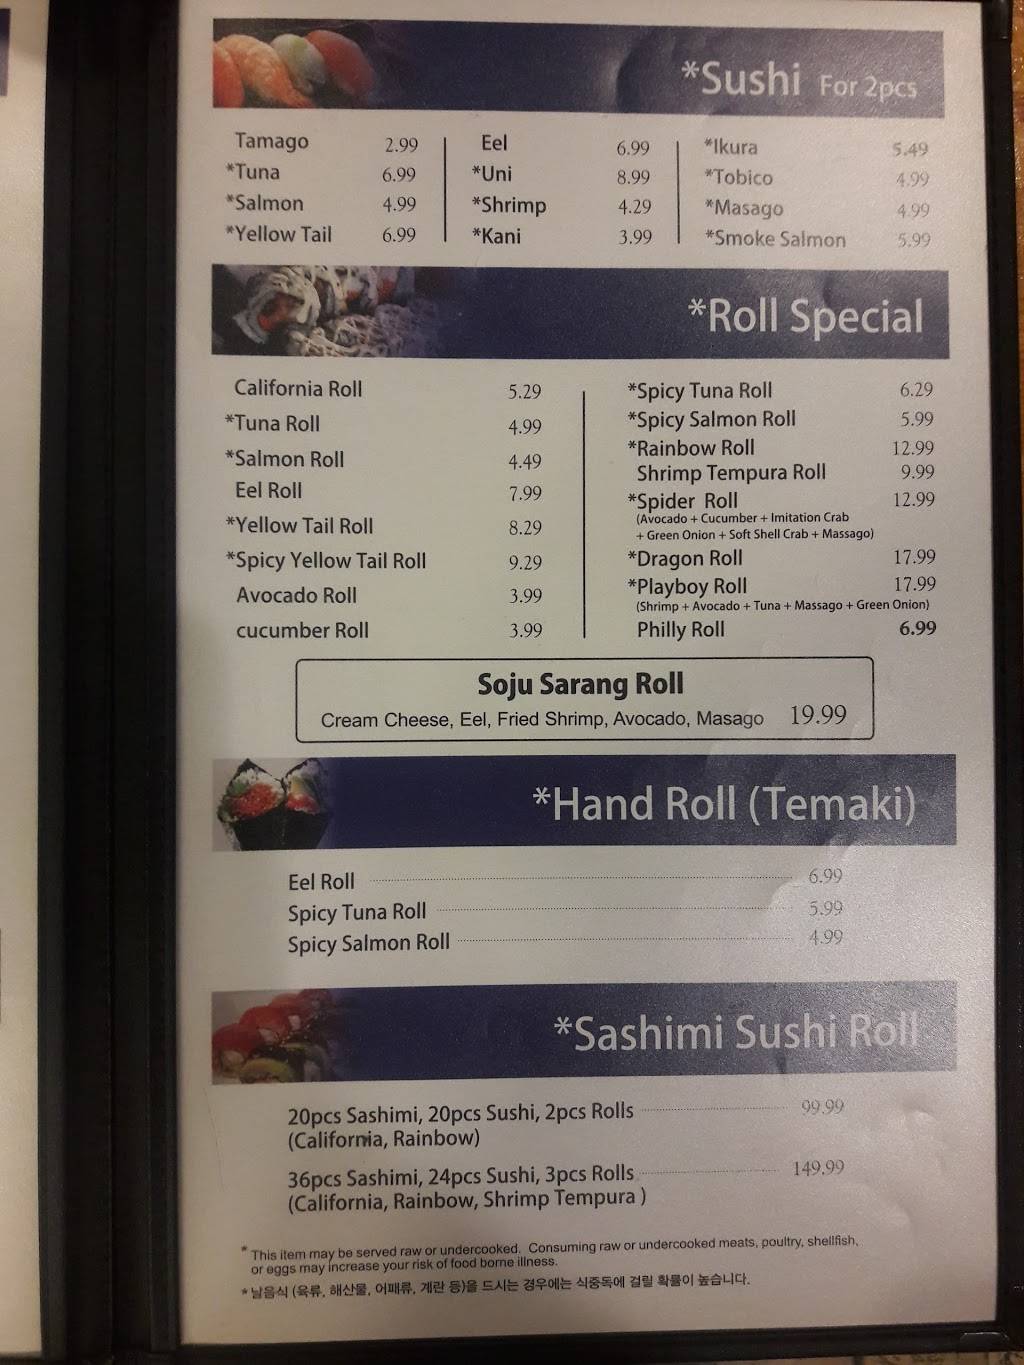 *Sushi For 2pcs
Tamago 2.99
*Tuna 6.99
*Salmon 4.99
*Yellow Tail 6.99
Eel 6.99
*Uni 8.99
*Shrimp 4.29
*Kani 3.99
*Ikura 5.49
*Tobico 4.99
*Masago 4.99
*Smoke Salmon 5.99
*Roll Special
California Roll 5.29
*Tuna Roll 4.99
*Salmon Roll 4.49
Eel Roll 7.99
*Yellow Tail Roll 8.29
*Spicy Yellow Tail Roll 9.29
Avocado Roll 3.99
cucumber Roll 3.99
*Spicy Tuna Roll 6.29
*Spicy Salmon Roll 5.99
*Rainbow Roll 12.99
Shrimp Tempura Roll 9.99
*Spider Roll 12.99
(Avocado + Cucumber + Imitation Crab
+ Green Onion + Soft Shell Crab + Massago)
*Dragon Roll 17.99
*Playboy Roll 17.99
(Shrimp + Avocado + Tuna + Massago + Green Onion)
Philly Roll 6.99
Soju Sarang Roll
Cream Cheese, Eel, Fried Shrimp, Avocado, Masago 19.99
*Hand Roll (Temaki)
Eel Roll 6.99
Spicy Tuna Roll 5.99
Spicy Salmon Roll 4.99
*Sashimi Sushi Roll
20pcs Sashimi, 20pcs Sushi, 2pcs Rolls 99.99
(California, Rainbow)
36pcs Sashimi, 24pcs Sushi, 3pcs Rolls 149.99
(California, Rainbow, Shrimp Tempura )
* This item may be served raw or undercooked. Consuming raw or undercooked meats, poultry, shellfish,
or eggs may increase your risk of food borne illness.
* 날음식 (육류, 해산물, 어패류, 계란 등)을 드시는 경우에는 식중독에 걸릴 확률이 높습니다.